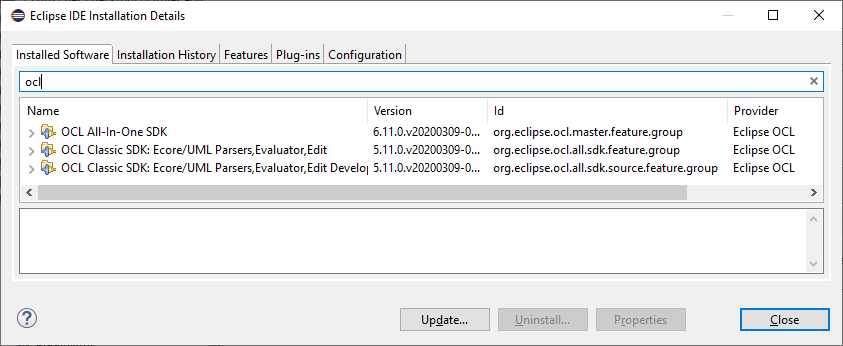 Eclipse IDE Installation Details
Installed Software Installation History Features Plug-ins Configuration
ocl
Name Version Id Provider
OCL All-In-One SDK 6.11.0.v20200309-0... org.eclipse.ocl.master.feature.group Eclipse OCL
OCL Classic SDK: Ecore/UML Parsers,Evaluator,Edit 5.11.0.v20200309-0... org.eclipse.ocl.all.sdk.feature.group Eclipse OCL
OCL Classic SDK: Ecore/UML Parsers,Evaluator,Edit Develop 5.11.0.v20200309-0... org.eclipse.ocl.all.sdk.source.feature.group Eclipse OCL
Update... Uninstall... Properties Close